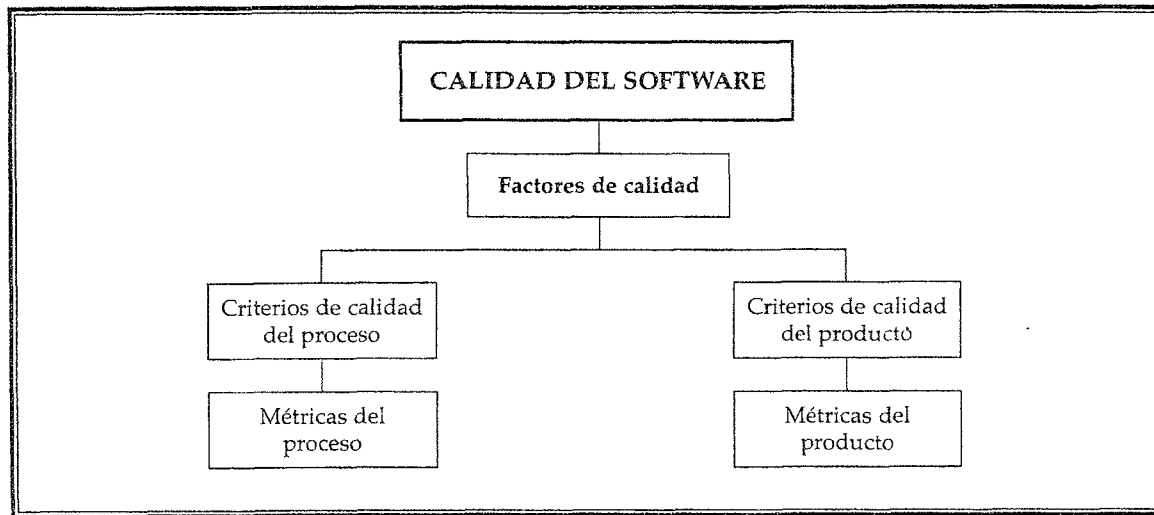 CALIDAD DEL SOFTWARE
Factores de calidad
Criterios de calidad
del proceso
Criterios de calidad
del producto
Métricas del
proceso
Métricas del
producto